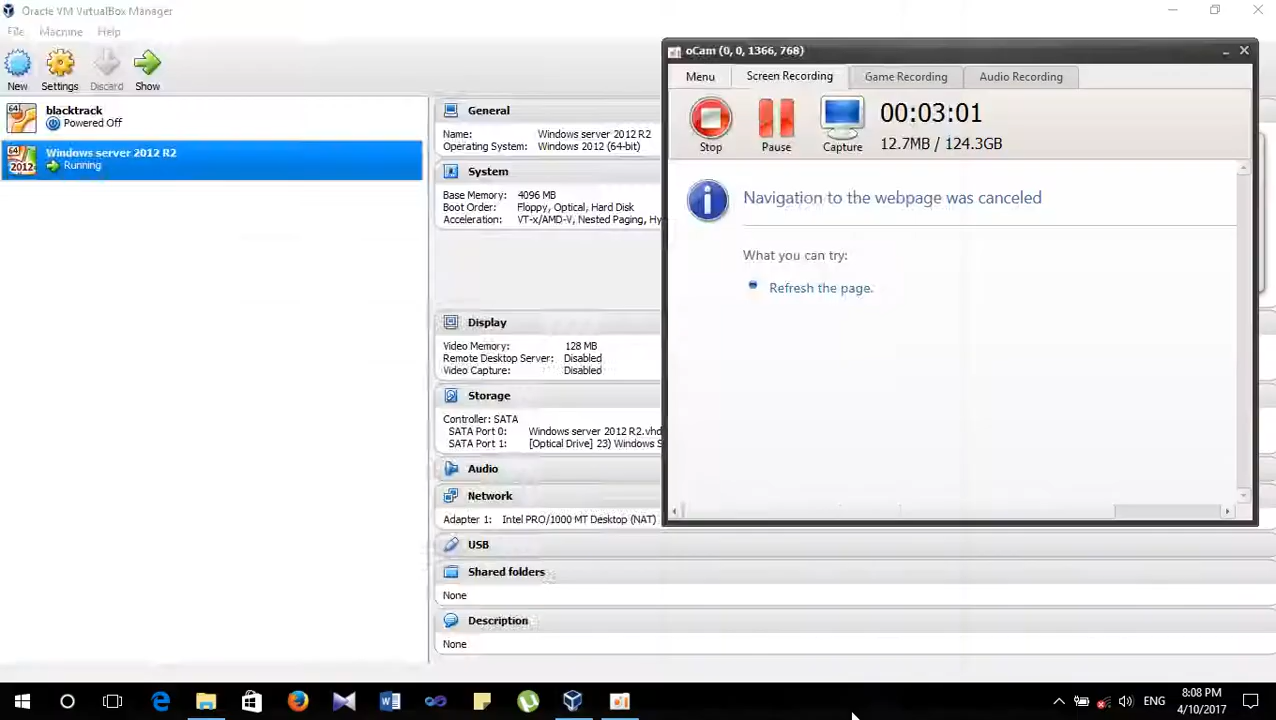 Oracle VM VirtualBox Manager
File Machine Help
New Settings Discard Show
64
blacktrack
Powered Off
64
2012
Windows server 2012 R2
Running
General
Name: Windows server 2012 R2
Operating System: Windows 2012 (64-bit)
System
Base Memory: 4096 MB
Boot Order: Floppy, Optical, Hard Disk
Acceleration: VT-x/AMD-V, Nested Paging, Hy
Display
Video Memory: 128 MB
Remote Desktop Server: Disabled
Video Capture: Disabled
Storage
Controller: SATA
SATA Port 0: Windows server 2012 R2.vhd
SATA Port 1: [Optical Drive] 23) Windows S
Audio
Network
Adapter 1: Intel PRO/1000 MT Desktop (NAT)
USB
Shared folders
None
Description
None
oCam (0, 0, 1366, 768)
Menu Screen Recording Game Recording Audio Recording
Stop Pause Capture
00:03:01
12.7MB / 124.3GB
Navigation to the webpage was canceled
What you can try:
Refresh the page.
ENG
8:08 PM
4/10/2017